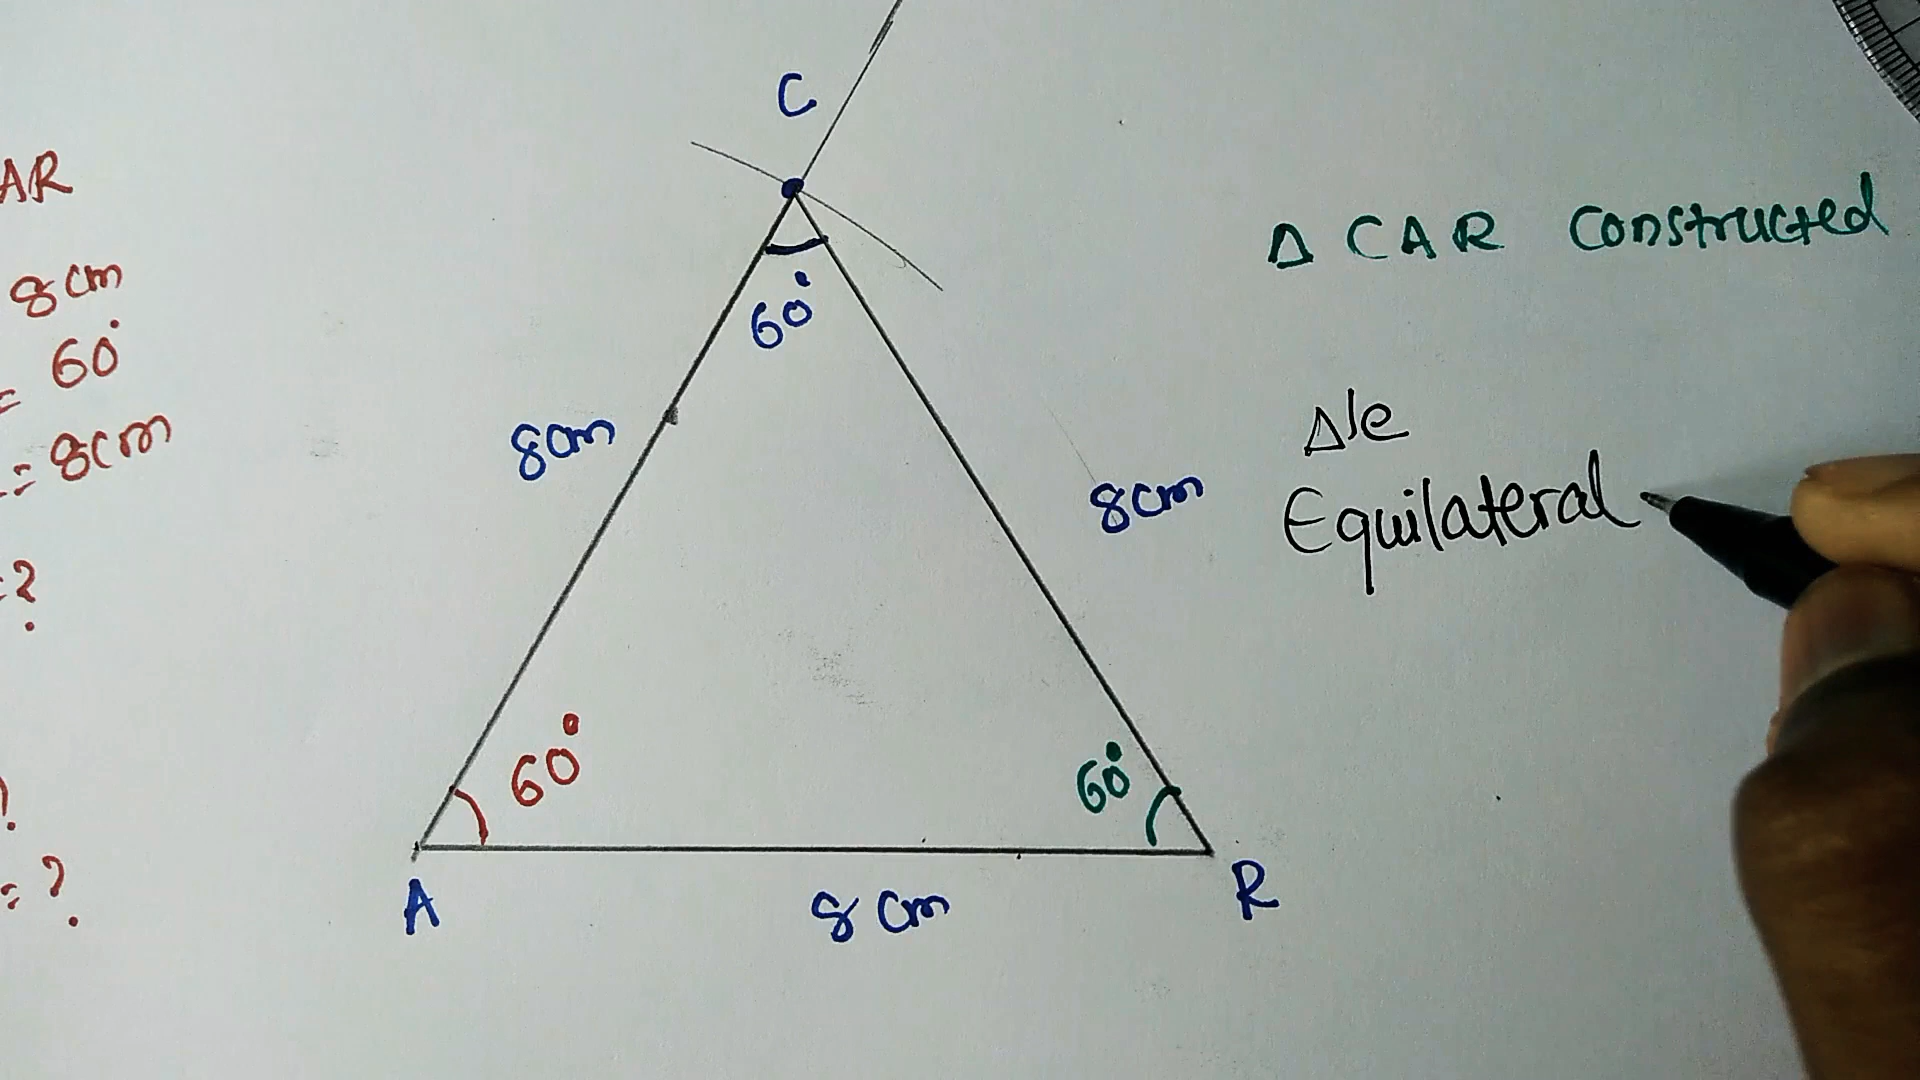 AR
8cm
= 60°
= 8cm
= ?
?
= ?
C
60°
8cm
8cm
60°
60°
A
8 cm
R
Δ CAR Constructed
Δle
Equilateral